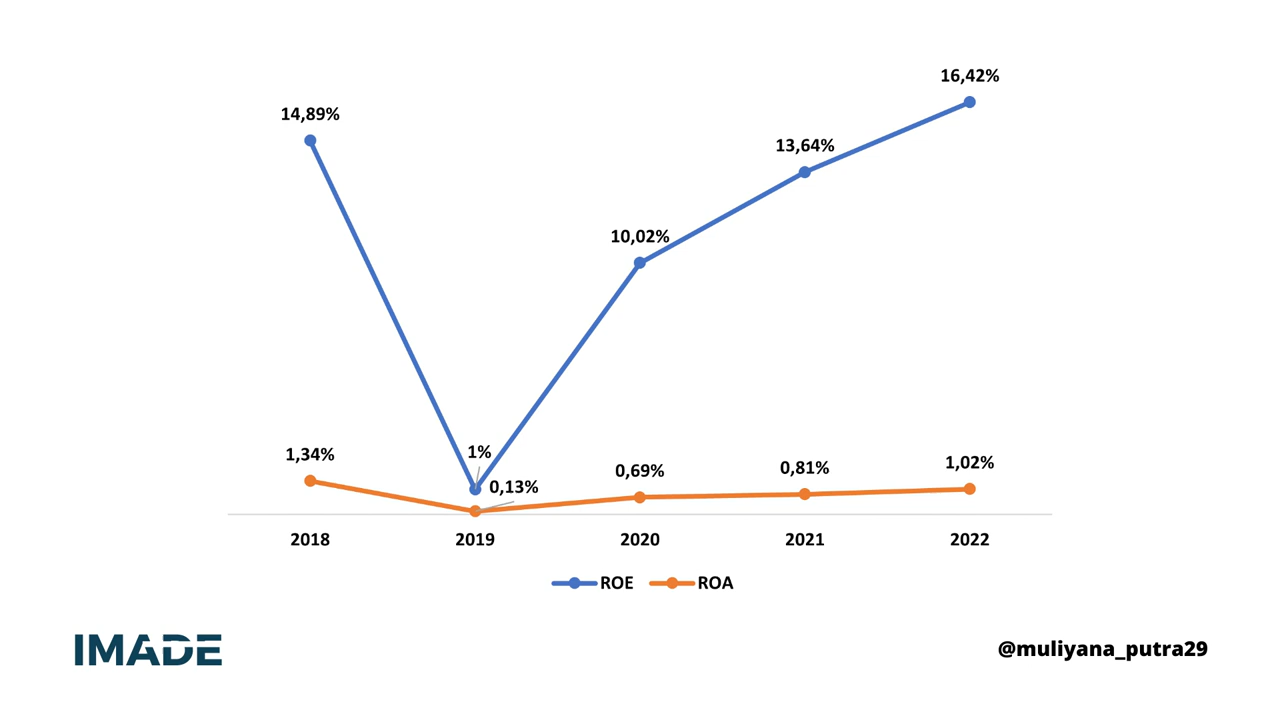 16,42%
14,89%
13,64%
10,02%
1%
1,34%
0,13%
0,69%
0,81%
1,02%
2018 2019 2020 2021 2022
ROE ROA
IMADE
@muliyana_putra29